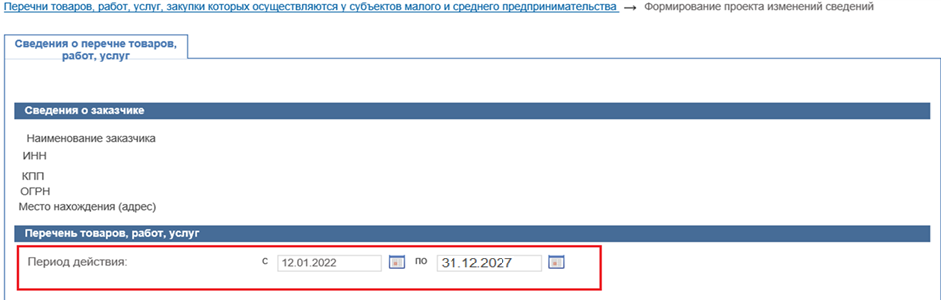 Перечни товаров, работ, услуг, закупки которых осуществляются у субъектов малого и среднего предпринимательства → Формирование проекта изменений сведений
Сведения о перечне товаров,
работ, услуг
Сведения о заказчике
Наименование заказчика
ИНН
КПП
ОГРН
Место нахождения (адрес)
Перечень товаров, работ, услуг
Период действия: с 12.01.2022 по 31.12.2027